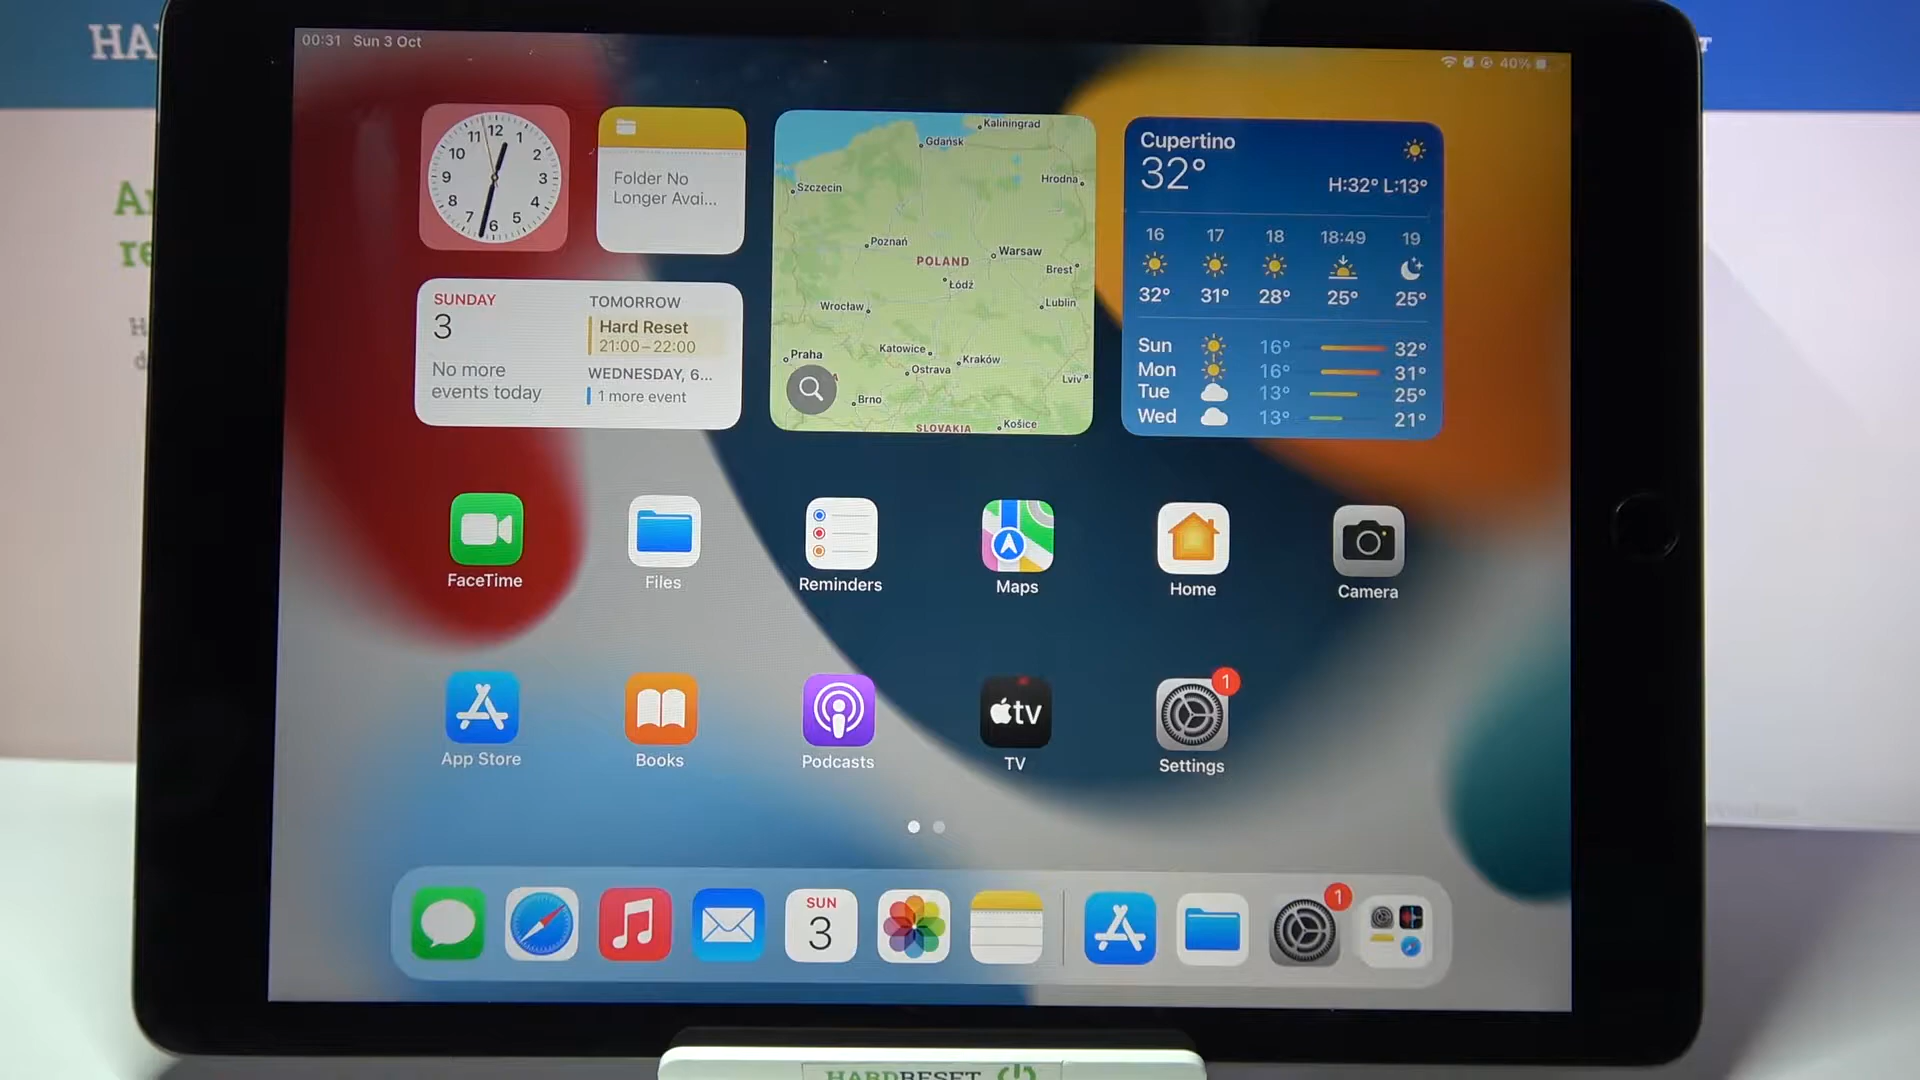 HA
00:31 Sun 3 Oct
40%
12
1
2
3
4
5
6
7
8
9
10
11
Folder No
Longer Avai...
SUNDAY
3
No more
events today
TOMORROW
Hard Reset
21:00–22:00
WEDNESDAY, 6...
1 more event
Kaliningrad
Gdańsk
Szczecin
Hrodna
Poznań
Warsaw
POLAND
Brest
Łódź
Wrocław
Lublin
Katowice
Praha
Kraków
Ostrava
Lviv
Brno
SLOVAKIA
Košice
Cupertino
32°
H:32° L:13°
16 17 18 18:49 19
32° 31° 28° 25° 25°
Sun 16° 32°
Mon 16° 31°
Tue 13° 25°
Wed 13° 21°
FaceTime
Files
Reminders
Maps
Home
Camera
App Store
Books
Podcasts
tv
TV
1
Settings
SUN
3
1
HARDRESET